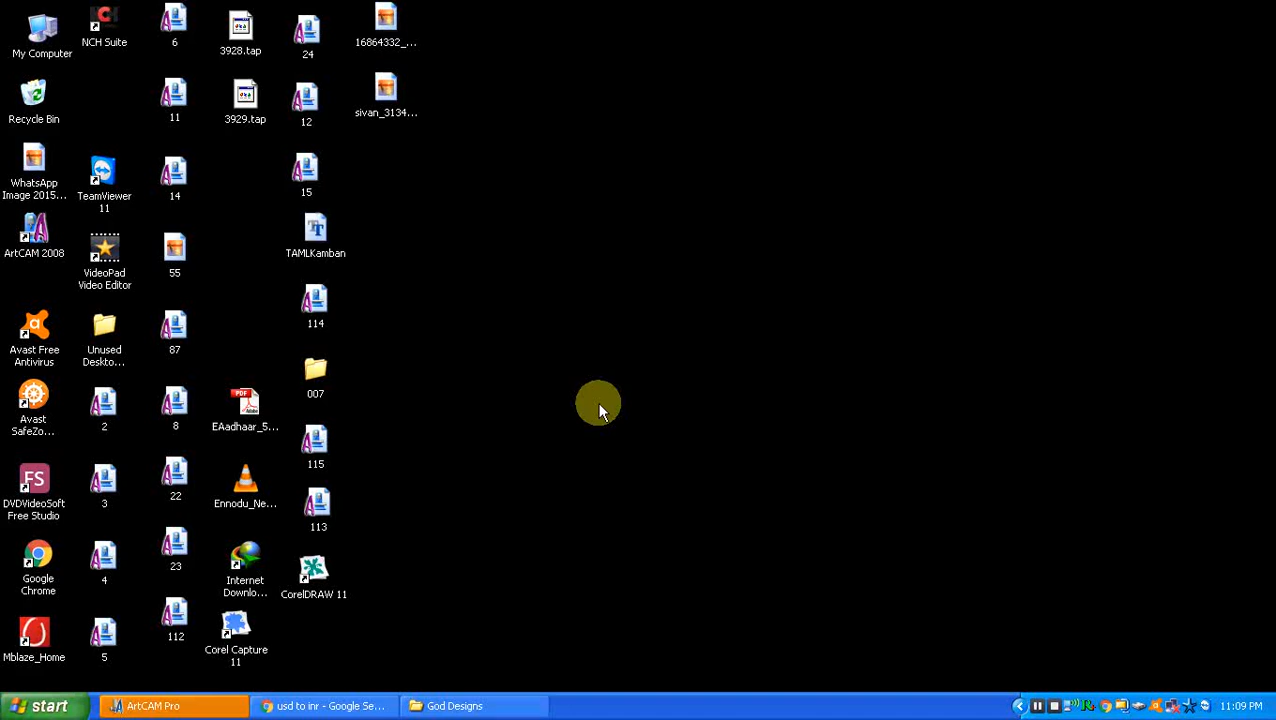 My Computer
NCH Suite
6
3928.tap
24
16864332_...
Recycle Bin
11
3929.tap
12
sivan_3134...
WhatsApp
Image 2015...
TeamViewer
11
14
15
ArtCAM 2008
VideoPad
Video Editor
55
TAMLKamban
Avast Free
Antivirus
Unused
Deskto...
87
114
Avast
SafeZo...
2
8
PDF
Adobe
EAadhaar_5...
007
FS
DVDVideoSoft
Free Studio
3
22
Ennodu_Ne...
115
Google
Chrome
4
23
Internet
Downlo...
113
CorelDRAW 11
Mblaze_Home
5
112
Corel Capture
11
start
ArtCAM Pro
usd to inr - Google Se...
God Designs
11:09 PM